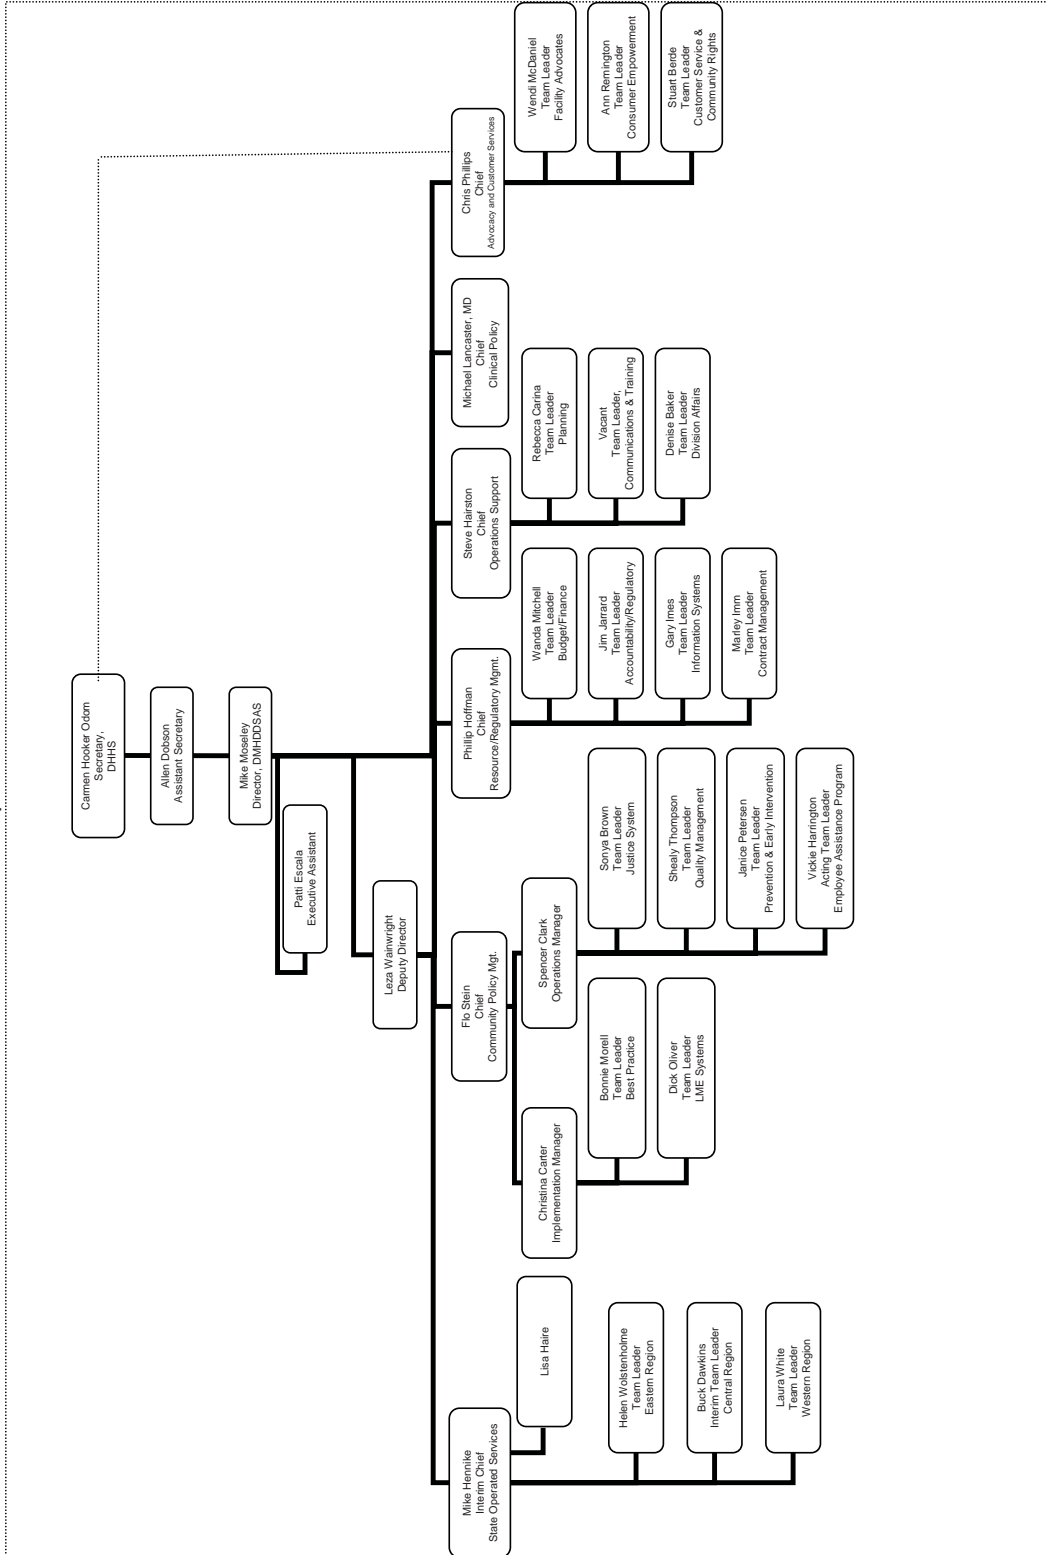 Carmen Hooker Odom
Secretary,
DHHS
Allen Dobson
Assistant Secretary
Mike Moseley
Director, DMHDDSAS
Patti Escala
Executive Assistant
Leza Wainwright
Deputy Director
Mike Hennike
Interim Chief
State Operated Services
Lisa Haire
Helen Wolstenholme
Team Leader
Eastern Region
Buck Dawkins
Interim Team Leader
Central Region
Laura White
Team Leader
Western Region
Flo Stein
Chief
Community Policy Mgt.
Christina Carter
Implementation Manager
Bonnie Morell
Team Leader
Best Practice
Dick Oliver
Team Leader
LME Systems
Spencer Clark
Operations Manager
Sonya Brown
Team Leader
Justice System
Shealy Thompson
Team Leader
Quality Management
Janice Petersen
Team Leader
Prevention & Early Intervention
Vickie Harrington
Acting Team Leader
Employee Assistance Program
Phillip Hoffman
Chief
Resource/Regulatory Mgmt.
Wanda Mitchell
Team Leader
Budget/Finance
Jim Jarrard
Team Leader
Accountability/Regulatory
Gary Imes
Team Leader
Information Systems
Marley Imm
Team Leader
Contract Management
Steve Hairston
Chief
Operations Support
Rebecca Carina
Team Leader
Planning
Vacant
Team Leader,
Communications & Training
Denise Baker
Team Leader
Division Affairs
Michael Lancaster, MD
Chief
Clinical Policy
Chris Phillips
Chief
Advocacy and Customer Services
Wendi McDaniel
Team Leader
Facility Advocates
Ann Remington
Team Leader
Consumer Empowerment
Stuart Berde
Team Leader
Customer Service &
Community Rights